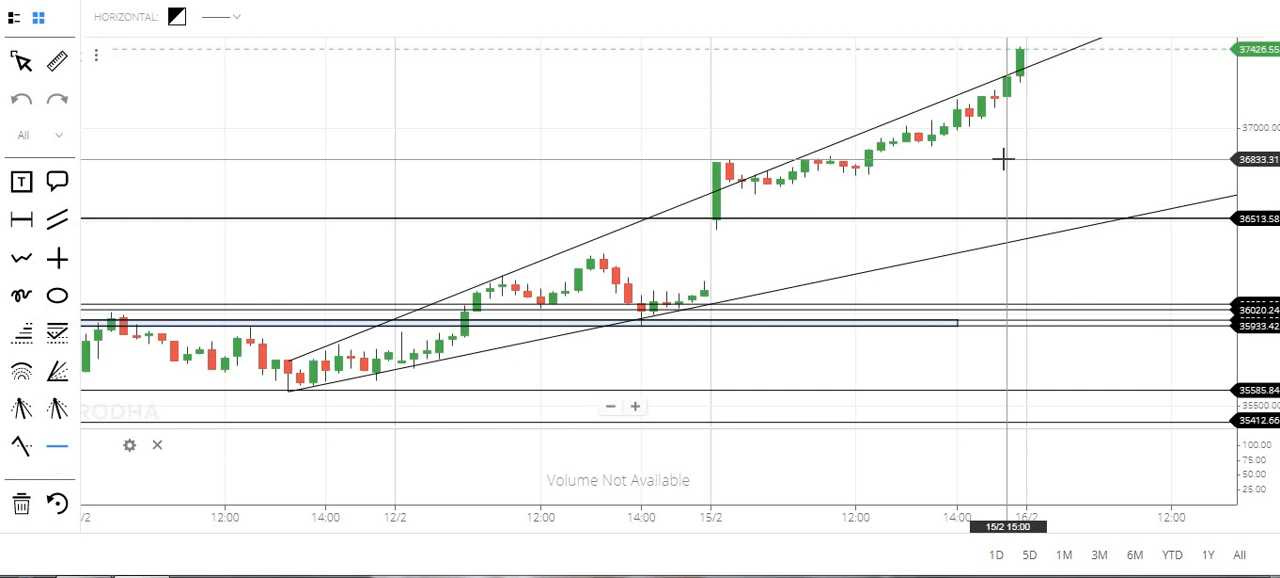 HORIZONTAL:
All
T
37426.55
37000.00
36833.31
36513.58
36020.24
35933.42
35585.84
35500.00
35412.66
RODHA
Volume Not Available
100.00
75.00
50.00
25.00
/2 12:00 14:00 12/2 12:00 14:00 15/2 12:00 14:00 16/2 12:00
15/2 15:00
1D 5D 1M 3M 6M YTD 1Y All